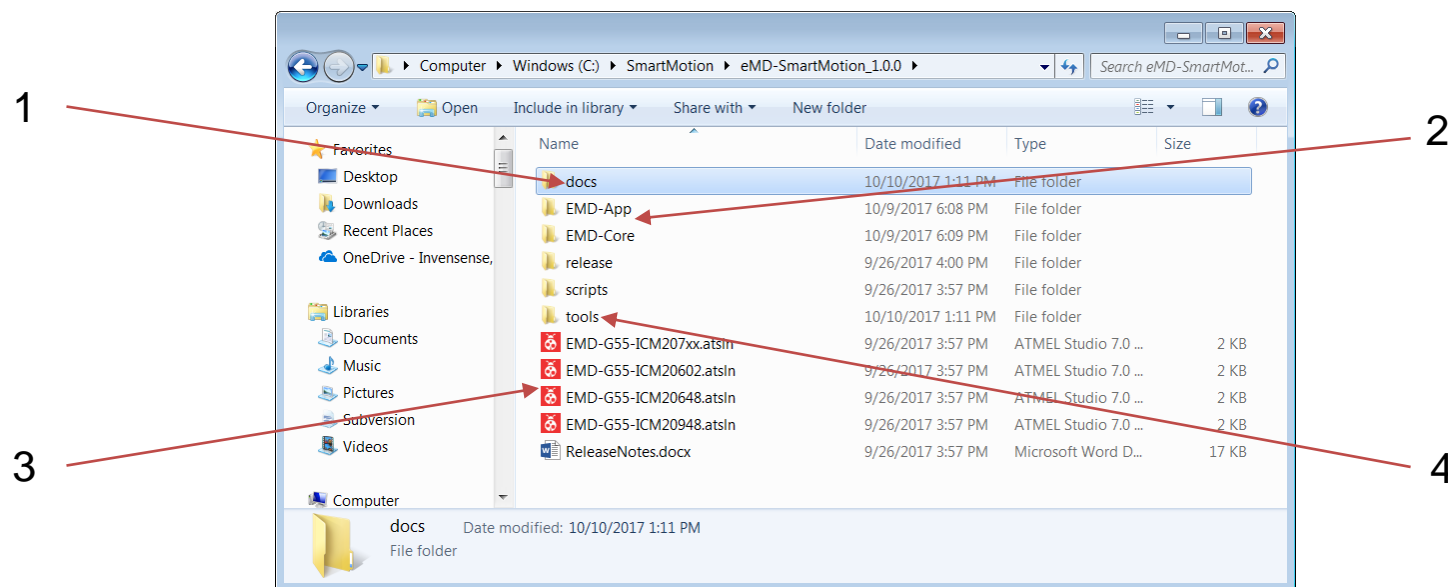 Computer Windows (C:) SmartMotion eMD-SmartMotion_1.0.0 Search eMD-SmartMot...
Organize Open Include in library Share with New folder
1
2
3
4
Favorites
Desktop
Downloads
Recent Places
OneDrive - Invensense,
Libraries
Documents
Music
Pictures
Subversion
Videos
Computer
Name Date modified Type Size
docs 10/10/2017 1:11 PM File folder
EMD-App 10/9/2017 6:08 PM File folder
EMD-Core 10/9/2017 6:09 PM File folder
release 9/26/2017 4:00 PM File folder
scripts 9/26/2017 3:57 PM File folder
tools 10/10/2017 1:11 PM File folder
EMD-G55-ICM207xx.atsln 9/26/2017 3:57 PM ATMEL Studio 7.0 ... 2 KB
EMD-G55-ICM20602.atsln 9/26/2017 3:57 PM ATMEL Studio 7.0 ... 2 KB
EMD-G55-ICM20648.atsln 9/26/2017 3:57 PM ATMEL Studio 7.0 ... 2 KB
EMD-G55-ICM20948.atsln 9/26/2017 3:57 PM ATMEL Studio 7.0 ... 2 KB
ReleaseNotes.docx 9/26/2017 3:57 PM Microsoft Word D... 17 KB
docs Date modified: 10/10/2017 1:11 PM
File folder